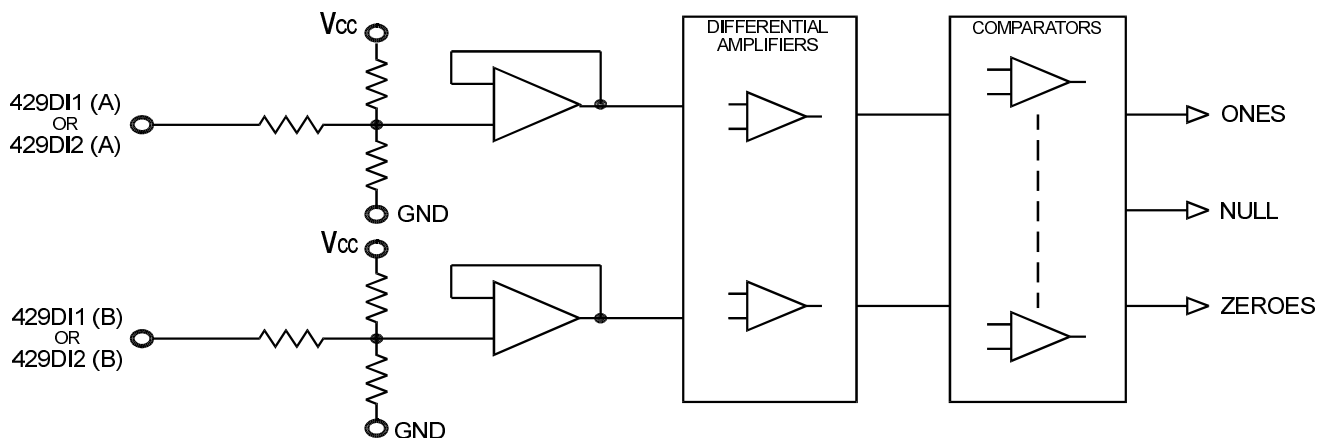 VCC
429DI1 (A)
OR
429DI2 (A)
GND
VCC
429DI1 (B)
OR
429DI2 (B)
GND
DIFFERENTIAL
AMPLIFIERS
COMPARATORS
ONES
NULL
ZEROES